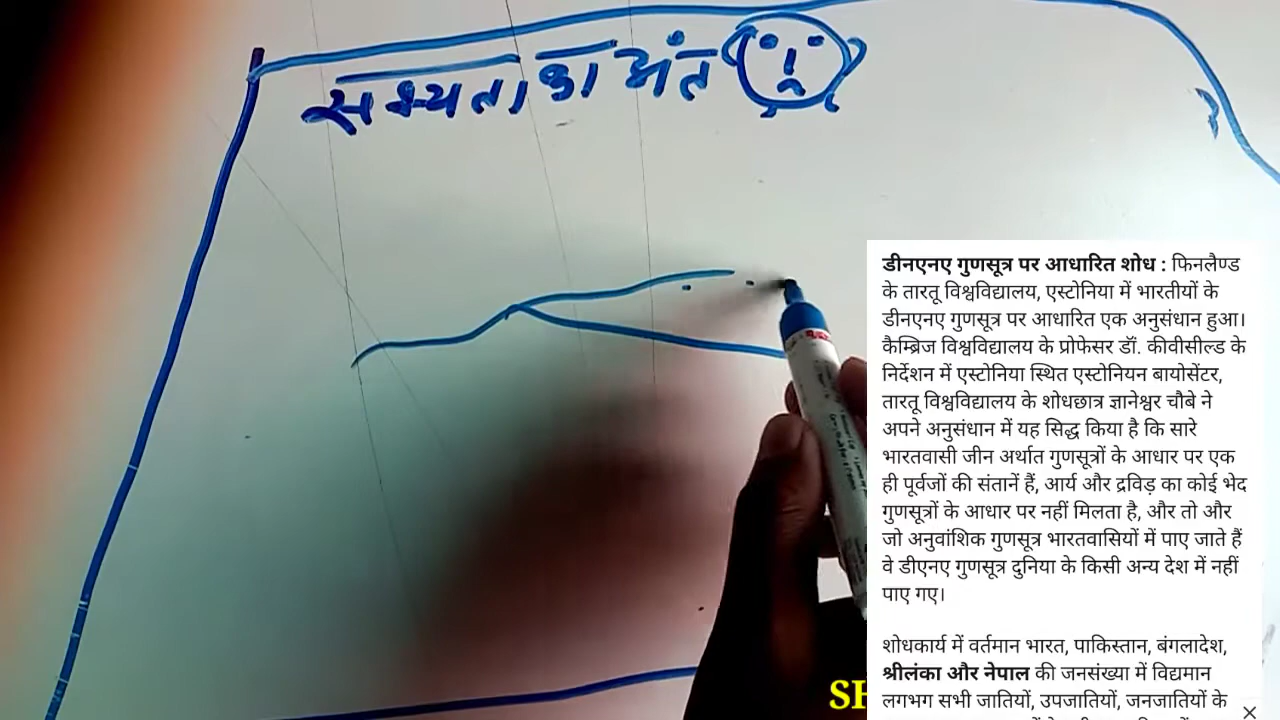 सभ्यता का अंत
डीनएनए गुणसूत्र पर आधारित शोध : फिनलैण्ड
के तारतू विश्वविद्यालय, एस्टोनिया में भारतीयों के
डीनएनए गुणसूत्र पर आधारित एक अनुसंधान हुआ।
कैम्ब्रिज विश्वविद्यालय के प्रोफेसर डॉ. कीवीसील्ड के
निर्देशन में एस्टोनिया स्थित एस्टोनियन बायोसेंटर,
तारतू विश्वविद्यालय के शोधछात्र ज्ञानेश्वर चौबे ने
अपने अनुसंधान में यह सिद्ध किया है कि सारे
भारतवासी जीन अर्थात गुणसूत्रों के आधार पर एक
ही पूर्वजों की संतानें हैं, आर्य और द्रविड़ का कोई भेद
गुणसूत्रों के आधार पर नहीं मिलता है, और तो और
जो अनुवांशिक गुणसूत्र भारतवासियों में पाए जाते हैं
वे डीएनए गुणसूत्र दुनिया के किसी अन्य देश में नहीं
पाए गए।
शोधकार्य में वर्तमान भारत, पाकिस्तान, बंगलादेश,
श्रीलंका और नेपाल की जनसंख्या में विद्यमान
लगभग सभी जातियों, उपजातियों, जनजातियों के